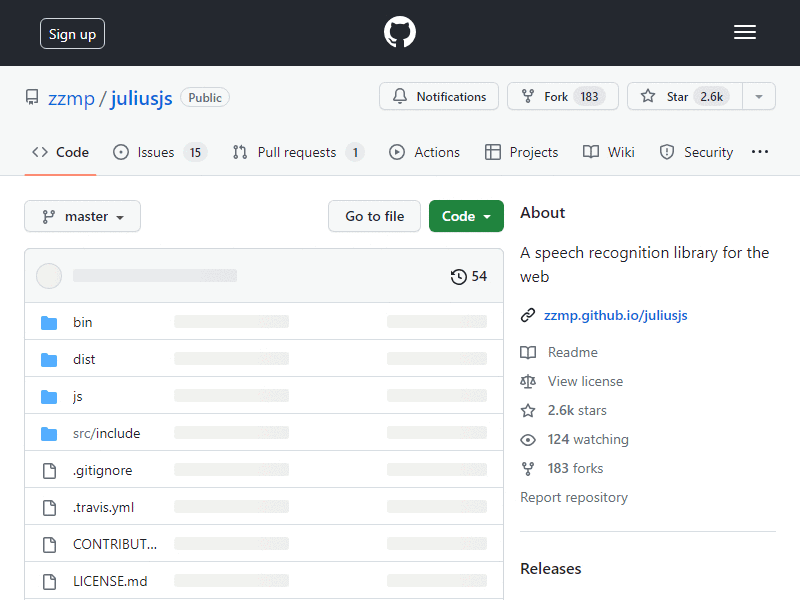 Sign up
zzmp / juliusjs Public
Notifications Fork 183 Star 2.6k
Code Issues 15 Pull requests 1 Actions Projects Wiki Security ...
master Go to file Code
54
bin
dist
js
src/include
.gitignore
.travis.yml
CONTRIBUT...
LICENSE.md
About
A speech recognition library for the
web
zzmp.github.io/juliusjs
Readme
View license
2.6k stars
124 watching
183 forks
Report repository
Releases